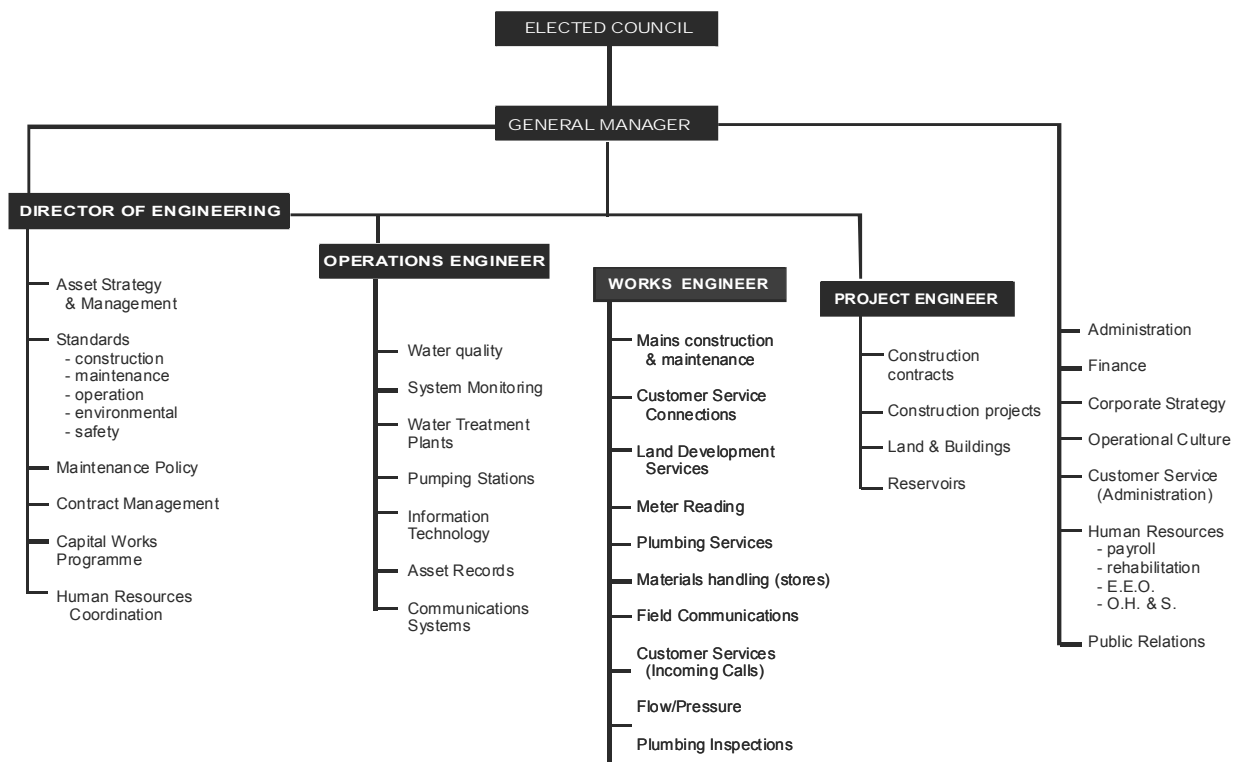 ELECTED COUNCIL
GENERAL MANAGER
DIRECTOR OF ENGINEERING
Asset Strategy
& Management
Standards
- construction
- maintenance
- operation
- environmental
- safety
Maintenance Policy
Contract Management
Capital Works
Programme
Human Resources
Coordination
OPERATIONS ENGINEER
Water quality
System Monitoring
Water Treatment
Plants
Pumping Stations
Information
Technology
Asset Records
Communications
Systems
WORKS ENGINEER
Mains construction
& maintenance
Customer Service
Connections
Land Development
Services
Meter Reading
Plumbing Services
Materials handling (stores)
Field Communications
Customer Services
(Incoming Calls)
Flow/Pressure
Plumbing Inspections
PROJECT ENGINEER
Construction
contracts
Construction projects
Land & Buildings
Reservoirs
Administration
Finance
Corporate Strategy
Operational Culture
Customer Service
(Administration)
Human Resources
- payroll
- rehabilitation
- E.E.O.
- O.H. & S.
Public Relations